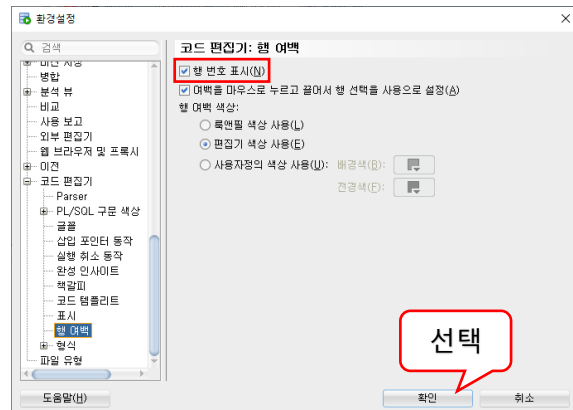 환경설정
검색
버전 지정
병합
분석 뷰
비교
사용 보고
외부 편집기
웹 브라우저 및 프록시
이전
코드 편집기
Parser
PL/SQL 구문 색상
글꼴
삽입 포인터 동작
실행 취소 동작
완성 인사이트
책갈피
코드 템플리트
표시
행 여백
형식
파일 유형
코드 편집기: 행 여백
행 번호 표시(N)
여백을 마우스로 누르고 끌어서 행 선택을 사용으로 설정(A)
행 여백 색상:
룩앤필 색상 사용(L)
편집기 색상 사용(E)
사용자정의 색상 사용(U): 배경색(B):
전경색(F):
선택
도움말(H) 확인 취소